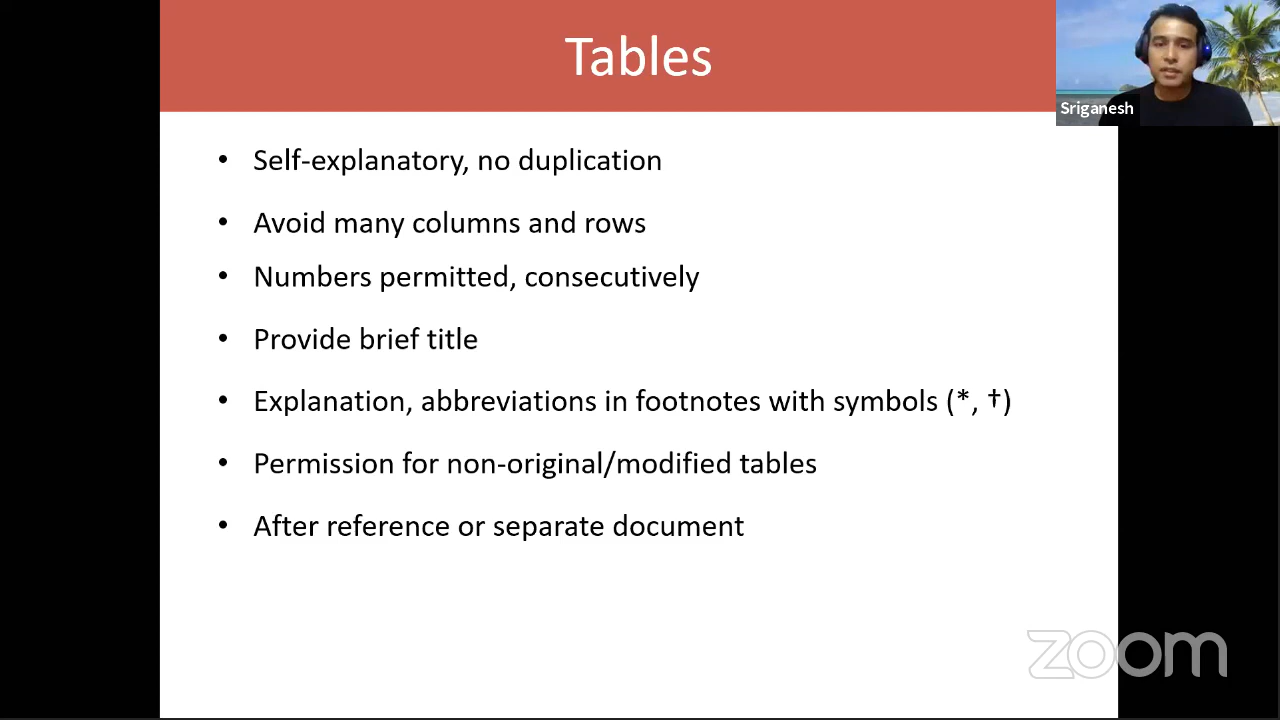 Tables
Sriganesh
• Self-explanatory, no duplication
• Avoid many columns and rows
• Numbers permitted, consecutively
• Provide brief title
• Explanation, abbreviations in footnotes with symbols (*, †)
• Permission for non-original/modified tables
• After reference or separate document
zoom